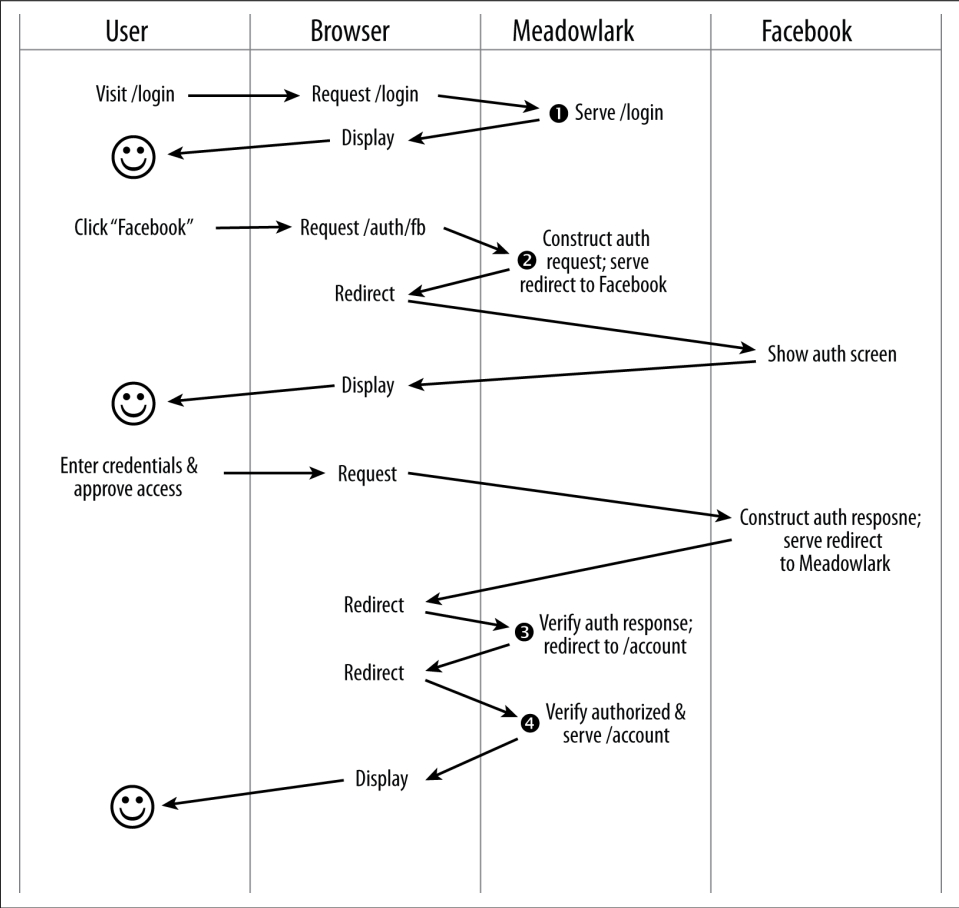 User Browser Meadowlark Facebook
Visit /login Request /login
❶ Serve /login
Display
Click “Facebook” Request /auth/fb
❷ Construct auth
request; serve
redirect to Facebook
Redirect
Show auth screen
Display
Enter credentials &
approve access
Request
Construct auth resposne;
serve redirect
to Meadowlark
Redirect
❸ Verify auth response;
redirect to /account
Redirect
❹ Verify authorized &
serve /account
Display